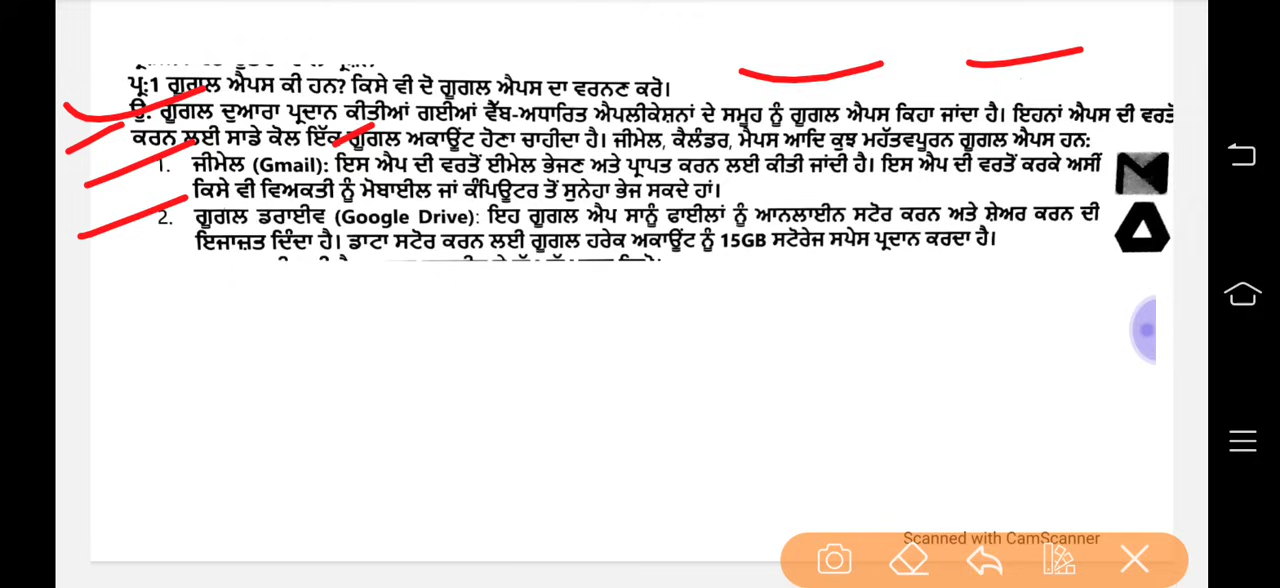 ਪ੍ਰ:1 ਗੂਗਲ ਐਪਸ ਕੀ ਹਨ? ਕਿਸੇ ਵੀ ਦੋ ਗੂਗਲ ਐਪਸ ਦਾ ਵਰਨਣ ਕਰੋ।
ਉ: ਗੂਗਲ ਦੁਆਰਾ ਪ੍ਰਦਾਨ ਕੀਤੀਆਂ ਗਈਆਂ ਵੈੱਬ-ਅਧਾਰਿਤ ਐਪਲੀਕੇਸ਼ਨਾਂ ਦੇ ਸਮੂਹ ਨੂੰ ਗੂਗਲ ਐਪਸ ਕਿਹਾ ਜਾਂਦਾ ਹੈ। ਇਹਨਾਂ ਐਪਸ ਦੀ ਵਰਤੋਂ
ਕਰਨ ਲਈ ਸਾਡੇ ਕੋਲ ਇੱਕ ਗੂਗਲ ਅਕਾਊਂਟ ਹੋਣਾ ਚਾਹੀਦਾ ਹੈ। ਜੀਮੇਲ, ਕੈਲੰਡਰ, ਮੈਪਸ ਆਦਿ ਕੁਝ ਮਹੱਤਵਪੂਰਨ ਗੂਗਲ ਐਪਸ ਹਨ:
1. ਜੀਮੇਲ (Gmail): ਇਸ ਐਪ ਦੀ ਵਰਤੋਂ ਈਮੇਲ ਭੇਜਣ ਅਤੇ ਪ੍ਰਾਪਤ ਕਰਨ ਲਈ ਕੀਤੀ ਜਾਂਦੀ ਹੈ। ਇਸ ਐਪ ਦੀ ਵਰਤੋਂ ਕਰਕੇ ਅਸੀਂ
ਕਿਸੇ ਵੀ ਵਿਅਕਤੀ ਨੂੰ ਮੋਬਾਈਲ ਜਾਂ ਕੰਪਿਊਟਰ ਤੋਂ ਸੁਨੇਹਾ ਭੇਜ ਸਕਦੇ ਹਾਂ।
2. ਗੂਗਲ ਡਰਾਈਵ (Google Drive): ਇਹ ਗੂਗਲ ਐਪ ਸਾਨੂੰ ਫਾਈਲਾਂ ਨੂੰ ਆਨਲਾਈਨ ਸਟੋਰ ਕਰਨ ਅਤੇ ਸ਼ੇਅਰ ਕਰਨ ਦੀ
ਇਜਾਜ਼ਤ ਦਿੰਦਾ ਹੈ। ਡਾਟਾ ਸਟੋਰ ਕਰਨ ਲਈ ਗੂਗਲ ਹਰੇਕ ਅਕਾਊਂਟ ਨੂੰ 15GB ਸਟੋਰੇਜ ਸਪੇਸ ਪ੍ਰਦਾਨ ਕਰਦਾ ਹੈ।
Scanned with CamScanner